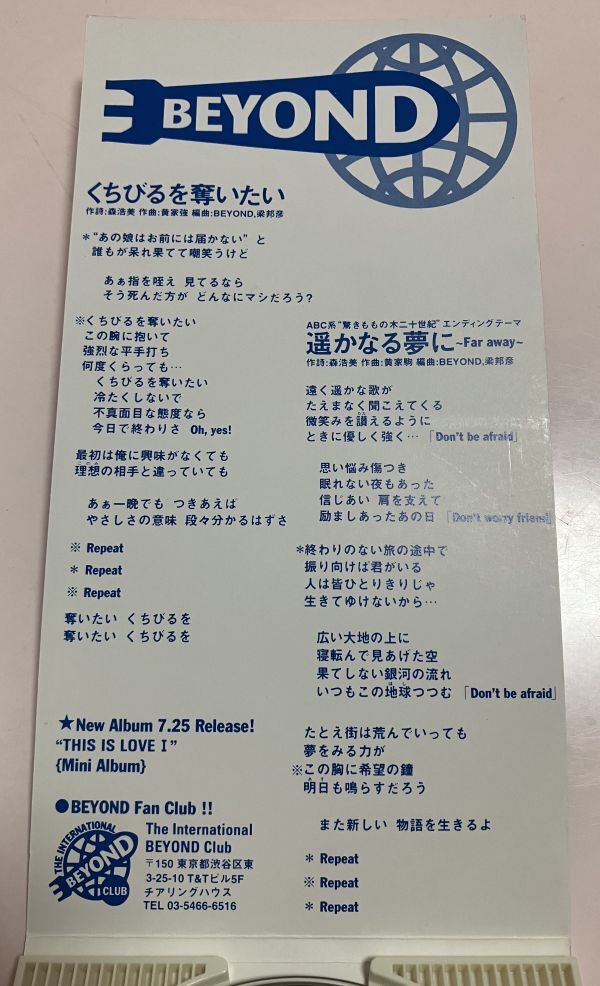 BEYOND
くちびるを奪いたい
作詩:森浩美 作曲:黄家強 編曲:BEYOND,梁邦彦
＊“あの娘はお前には届かない” と
誰もが呆れ果てて嘲笑うけど
あぁ指を咥え 見てるなら
そう死んだ方が どんなにマシだろう?
※くちびるを奪いたい
この腕に抱いて
強烈な平手打ち
何度くらっても…
くちびるを奪いたい
冷たくしないで
不真面目な態度なら
今日で終わりさ Oh, yes!
最初は俺に興味がなくても
理想の相手と違っていても
あぁ一晩でも つきあえば
やさしさの意味 段々分かるはずさ
※ Repeat
＊ Repeat
※ Repeat
奪いたい くちびるを
奪いたい くちびるを
★New Album 7.25 Release!
“THIS IS LOVE I”
{Mini Album}
●BEYOND Fan Club !!
THE INTERNATIONAL
BEYOND
CLUB
The International
BEYOND Club
〒150 東京都渋谷区東
3-25-10 T&Tビル5F
チアリングハウス
TEL 03-5466-6516
ABC系“驚きももの木二十世紀” エンディングテーマ
遥かなる夢に~Far away~
作詩:森浩美 作曲:黄家駒 編曲:BEYOND,梁邦彦
遠く遥かな歌が
たえまなく聞こえてくる
微笑みを讃えるように
ときに優しく強く…「Don't be afraid」
思い悩み傷つき
眠れない夜もあった
信じあい 肩を支えて
励ましあったあの日「Don't worry friend」
＊終わりのない旅の途中で
振り向けば君がいる
人は皆ひとりきりじゃ
生きてゆけないから…
広い大地の上に
寝転んで見あげた空
果てしない銀河の流れ
いつもこの地球つつむ「Don't be afraid」
たとえ街は荒んでいっても
夢をみる力が
※この胸に希望の鐘
明日も鳴らすだろう
また新しい 物語を生きるよ
＊ Repeat
※ Repeat
＊ Repeat